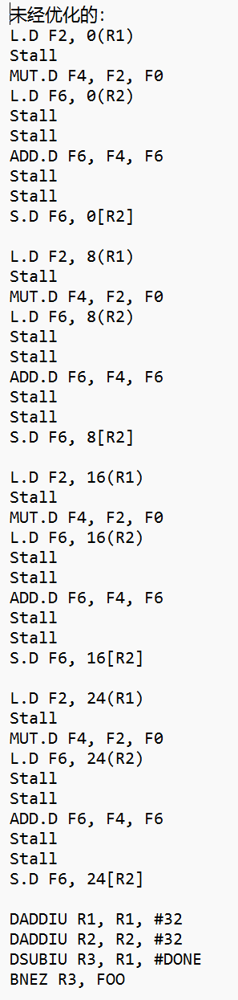 未经优化的:
L.D F2, 0(R1)
Stall
MUT.D F4, F2, F0
L.D F6, 0(R2)
Stall
Stall
ADD.D F6, F4, F6
Stall
Stall
S.D F6, 0[R2]

L.D F2, 8(R1)
Stall
MUT.D F4, F2, F0
L.D F6, 8(R2)
Stall
Stall
ADD.D F6, F4, F6
Stall
Stall
S.D F6, 8[R2]

L.D F2, 16(R1)
Stall
MUT.D F4, F2, F0
L.D F6, 16(R2)
Stall
Stall
ADD.D F6, F4, F6
Stall
Stall
S.D F6, 16[R2]

L.D F2, 24(R1)
Stall
MUT.D F4, F2, F0
L.D F6, 24(R2)
Stall
Stall
ADD.D F6, F4, F6
Stall
Stall
S.D F6, 24[R2]

DADDIU R1, R1, #32
DADDIU R2, R2, #32
DSUBIU R3, R1, #DONE
BNEZ R3, FOO